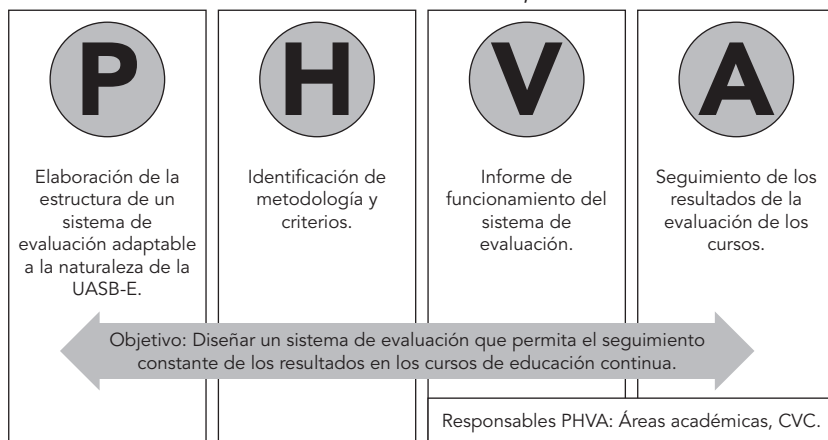 P
Elaboración de la
estructura de un
sistema de
evaluación adaptable
a la naturaleza de la
UASB-E.
H
Identificación de
metodología y
criterios.
V
Informe de
funcionamiento del
sistema de
evaluación.
A
Seguimiento de los
resultados de la
evaluación de los
cursos.
Objetivo: Diseñar un sistema de evaluación que permita el seguimiento
constante de los resultados en los cursos de educación continua.
Responsables PHVA: Áreas académicas, CVC.